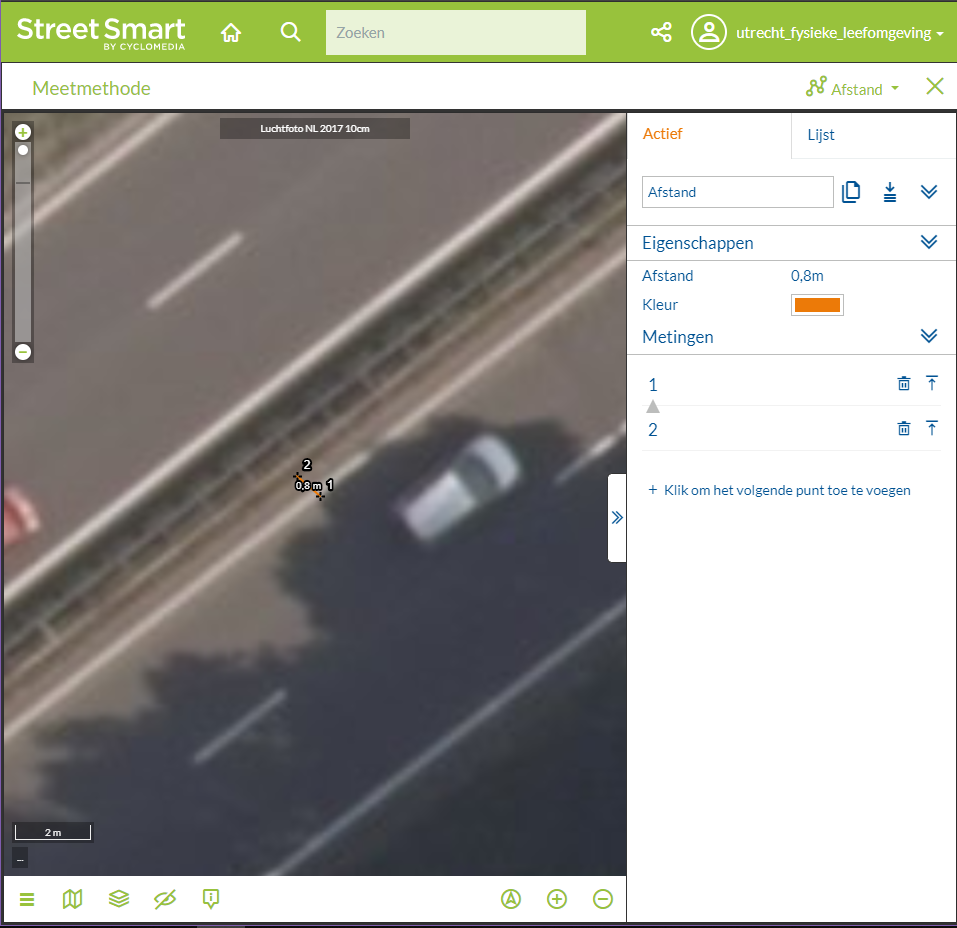 Street Smart
BY CYCLOMEDIA
Zoeken
utrecht_fysieke_leefomgeving
Meetmethode
Afstand
Luchtfoto NL 2017 10cm
Actief
Lijst
Afstand
Eigenschappen
Afstand 0,8m
Kleur
Metingen
1
2
+ Klik om het volgende punt toe te voegen
2
0,8 m 1
2 m
...